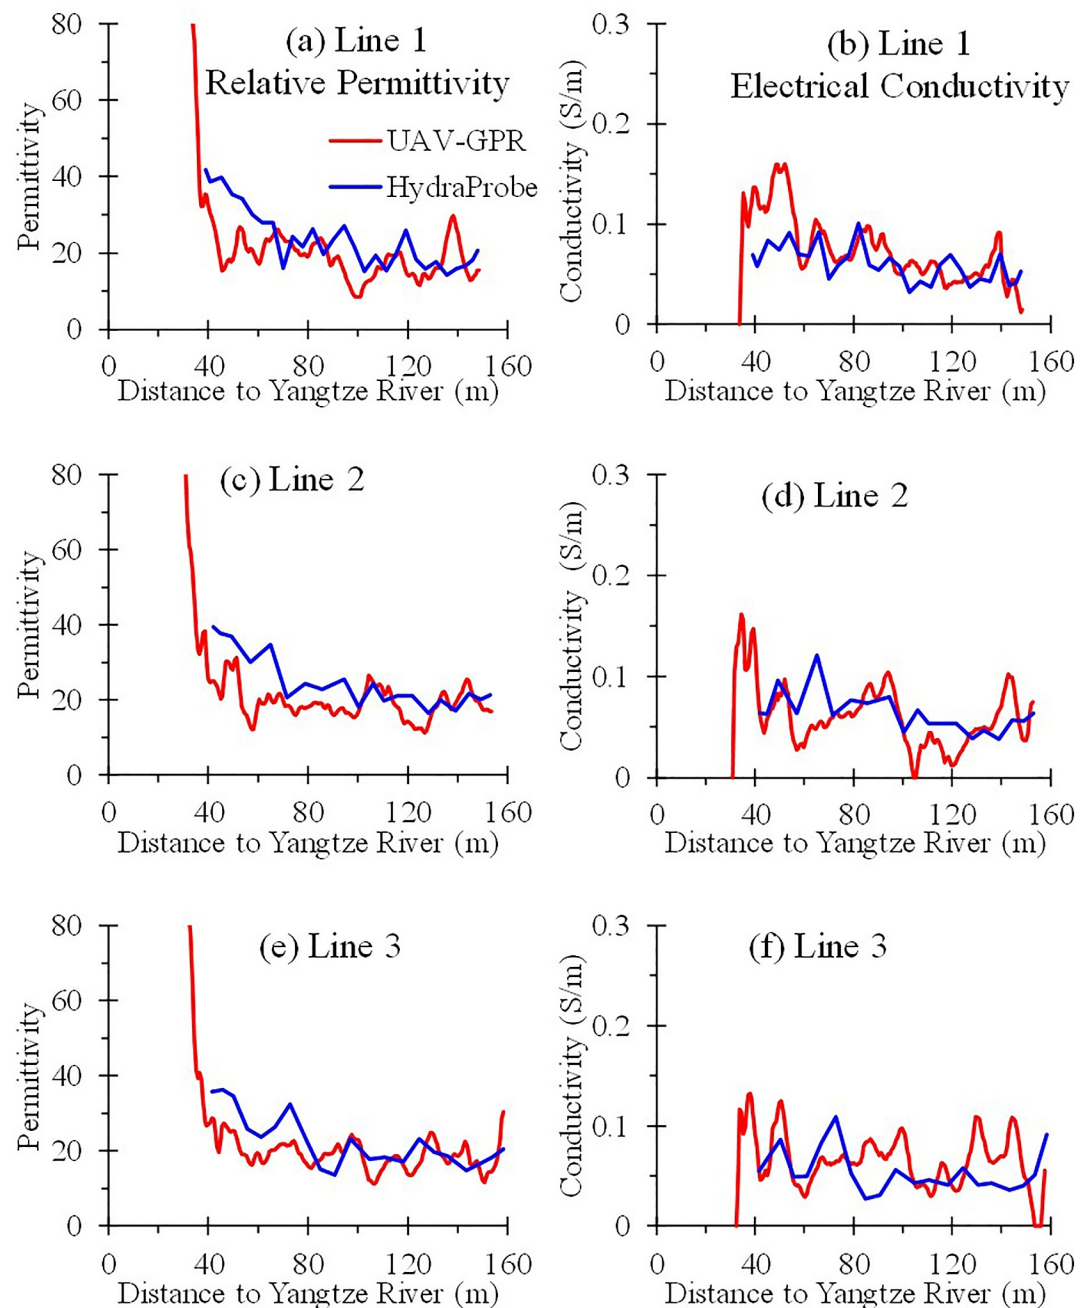 (a) Line 1
Relative Permittivity
UAV-GPR
HydraProbe
Permittivity
80
60
40
20
0
0 40 80 120 160
Distance to Yangtze River (m)
(b) Line 1
Electrical Conductivity
Conductivity (S/m)
0.3
0.2
0.1
0
0 40 80 120 160
Distance to Yangtze River (m)
(c) Line 2
Permittivity
80
60
40
20
0
0 40 80 120 160
Distance to Yangtze River (m)
(d) Line 2
Conductivity (S/m)
0.3
0.2
0.1
0
0 40 80 120 160
Distance to Yangtze River (m)
(e) Line 3
Permittivity
80
60
40
20
0
0 40 80 120 160
Distance to Yangtze River (m)
(f) Line 3
Conductivity (S/m)
0.3
0.2
0.1
0
0 40 80 120 160
Distance to Yangtze River (m)